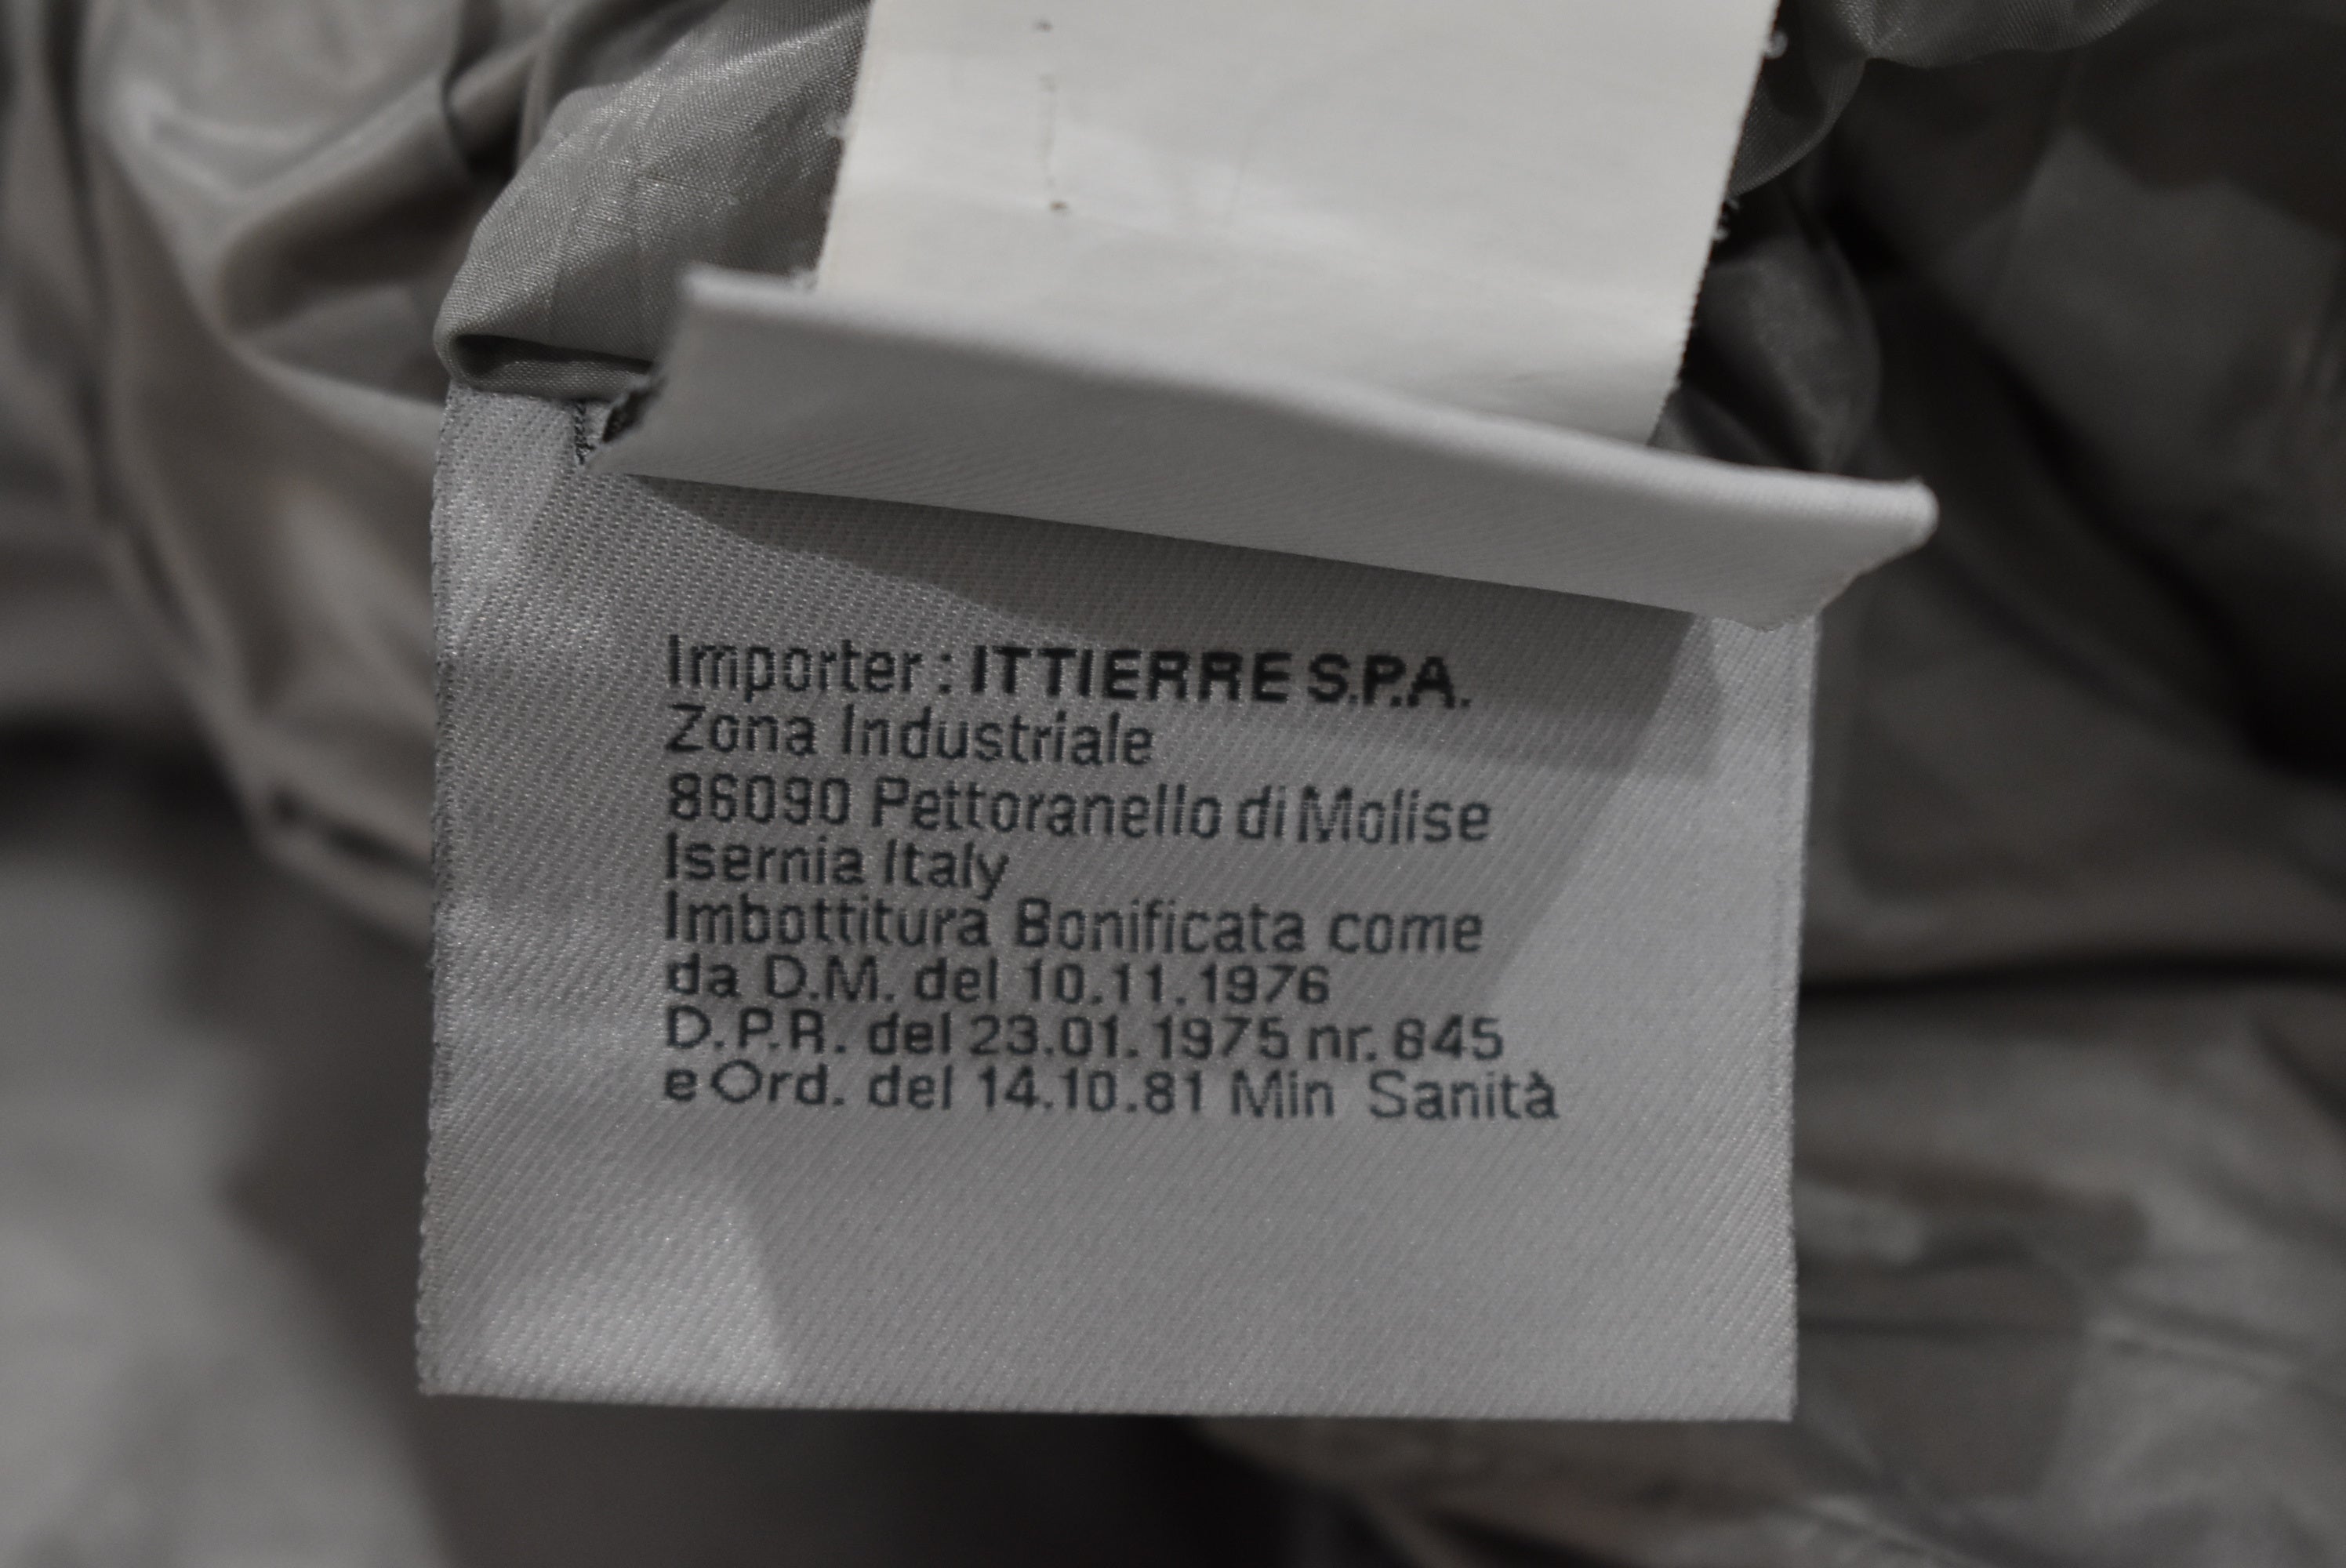 Importer : ITTIERRE S.P.A.
Zona Industriale
86090 Pettoranello di Molise
Isernia Italy
Imbottitura Bonificata come
da D.M. del 10.11.1976
D.P.R. del 23.01.1975 nr. 845
e Ord. del 14.10.81 Min Sanità